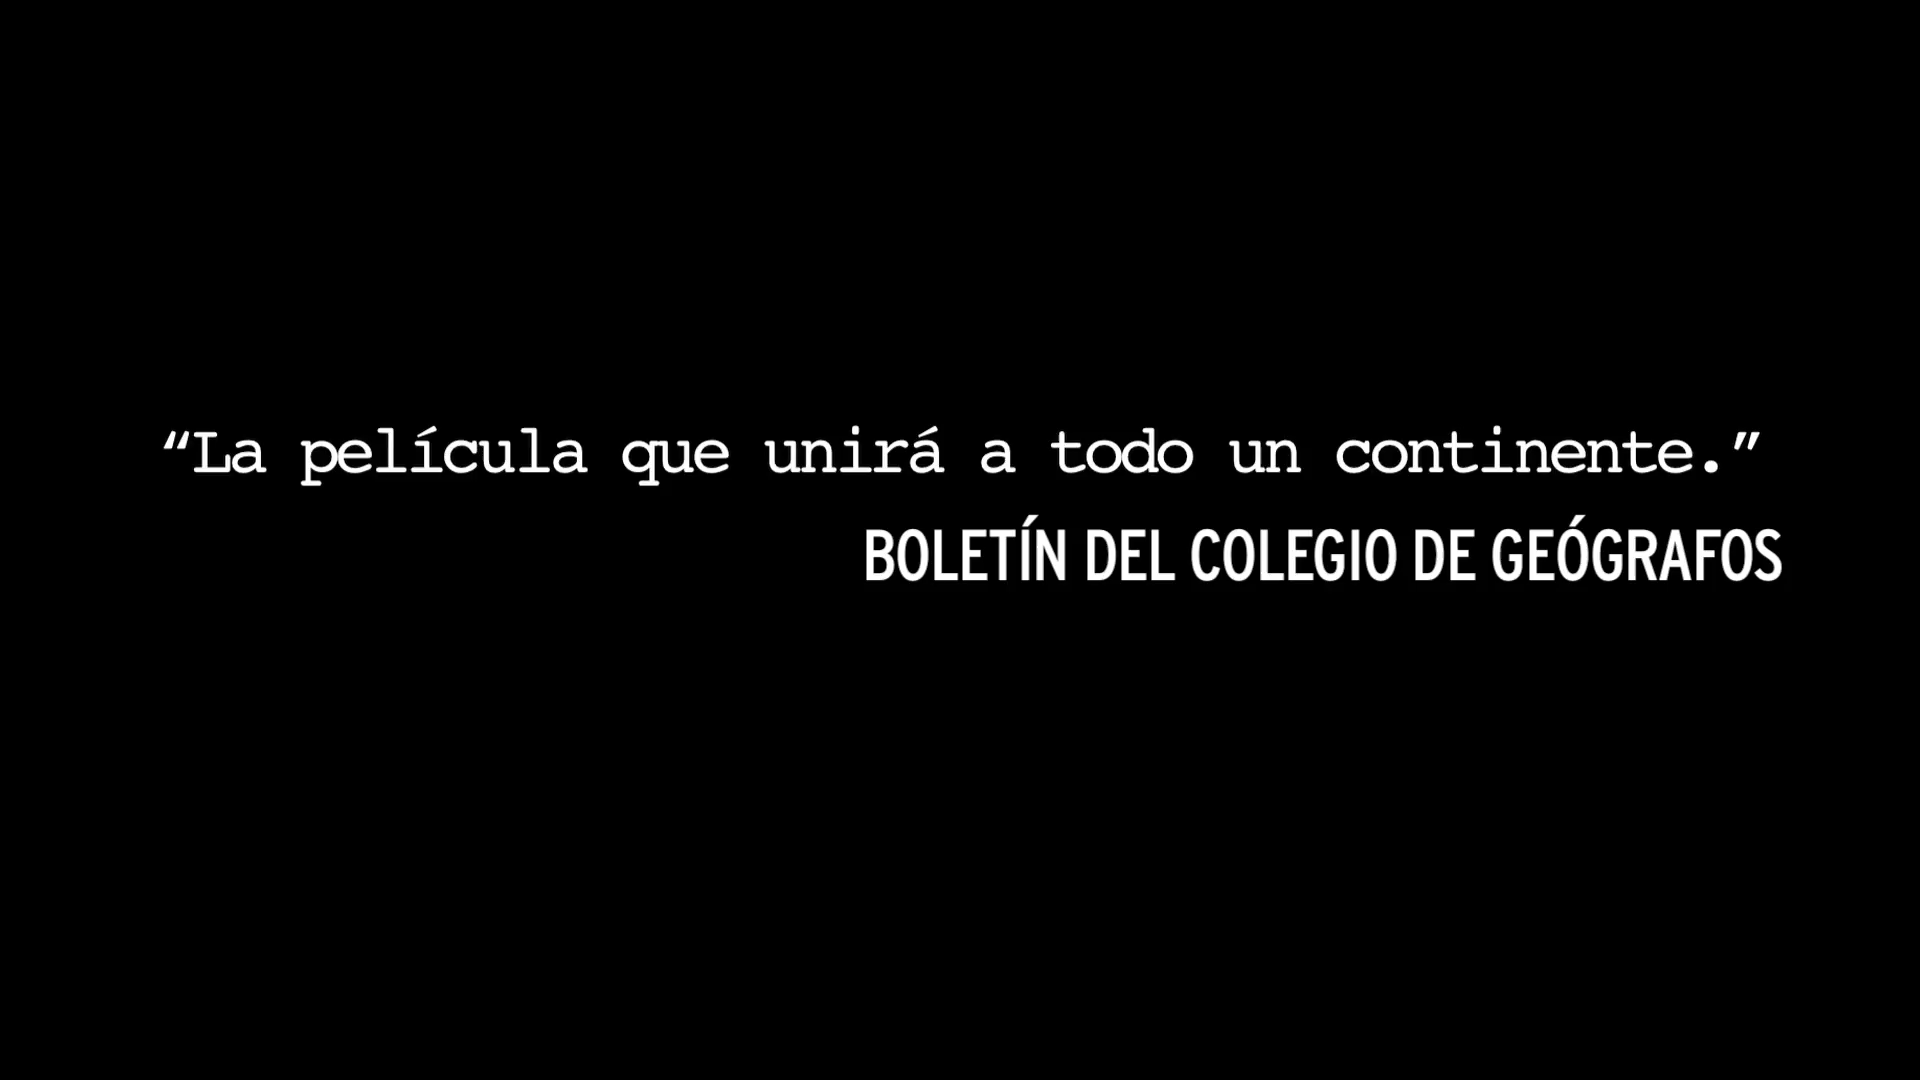 “La película que unirá a todo un continente.”
BOLETÍN DEL COLEGIO DE GEÓGRAFOS